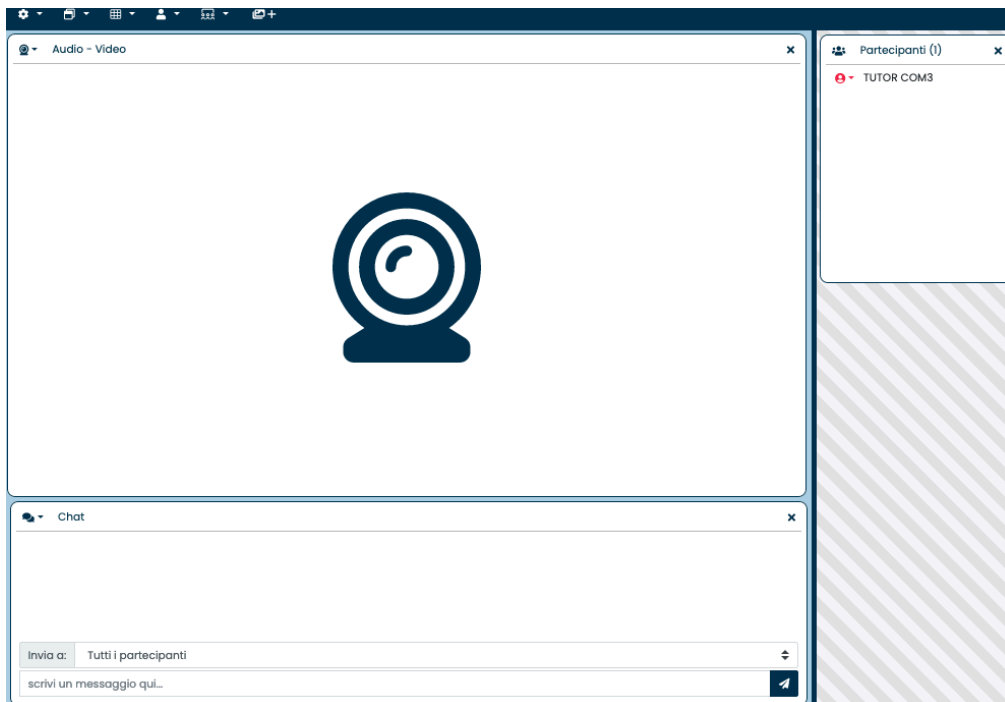 Audio - Video
Partecipanti (1)
TUTOR COM3
Chat
Invia a: Tutti i partecipanti
scrivi un messaggio qui...